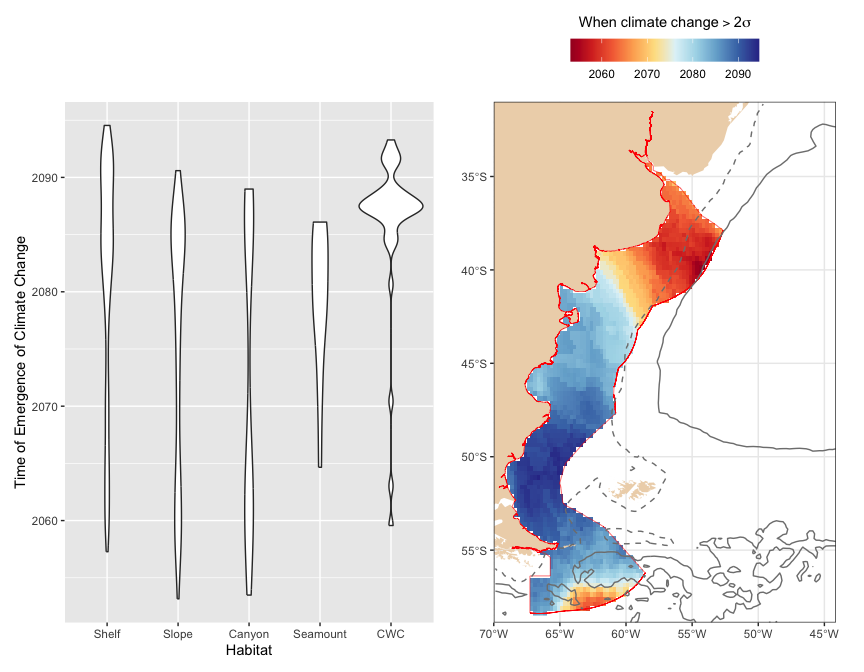 When climate change > 2σ
2060 2070 2080 2090
Time of Emergence of Climate Change
2090
2080
2070
2060
Shelf Slope Canyon Seamount CWC
Habitat
35°S
40°S
45°S
50°S
55°S
70°W 65°W 60°W 55°W 50°W 45°W